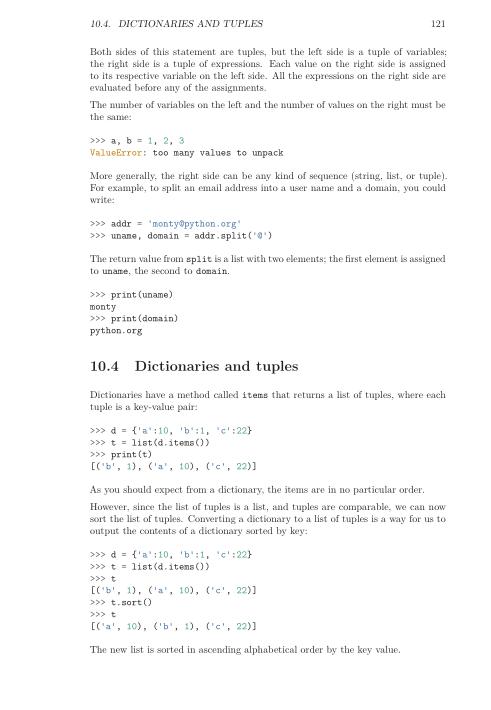 10.4. DICTIONARIES AND TUPLES 121
Both sides of this statement are tuples, but the left side is a tuple of variables;
the right side is a tuple of expressions. Each value on the right side is assigned
to its respective variable on the left side. All the expressions on the right side are
evaluated before any of the assignments.
The number of variables on the left and the number of values on the right must be
the same:
>>> a, b = 1, 2, 3
ValueError: too many values to unpack
More generally, the right side can be any kind of sequence (string, list, or tuple).
For example, to split an email address into a user name and a domain, you could
write:
>>> addr = 'monty@python.org'
>>> uname, domain = addr.split('@')
The return value from split is a list with two elements; the first element is assigned
to uname, the second to domain.
>>> print(uname)
monty
>>> print(domain)
python.org
10.4 Dictionaries and tuples
Dictionaries have a method called items that returns a list of tuples, where each
tuple is a key-value pair:
>>> d = {'a':10, 'b':1, 'c':22}
>>> t = list(d.items())
>>> print(t)
[('b', 1), ('a', 10), ('c', 22)]
As you should expect from a dictionary, the items are in no particular order.
However, since the list of tuples is a list, and tuples are comparable, we can now
sort the list of tuples. Converting a dictionary to a list of tuples is a way for us to
output the contents of a dictionary sorted by key:
>>> d = {'a':10, 'b':1, 'c':22}
>>> t = list(d.items())
>>> t
[('b', 1), ('a', 10), ('c', 22)]
>>> t.sort()
>>> t
[('a', 10), ('b', 1), ('c', 22)]
The new list is sorted in ascending alphabetical order by the key value.